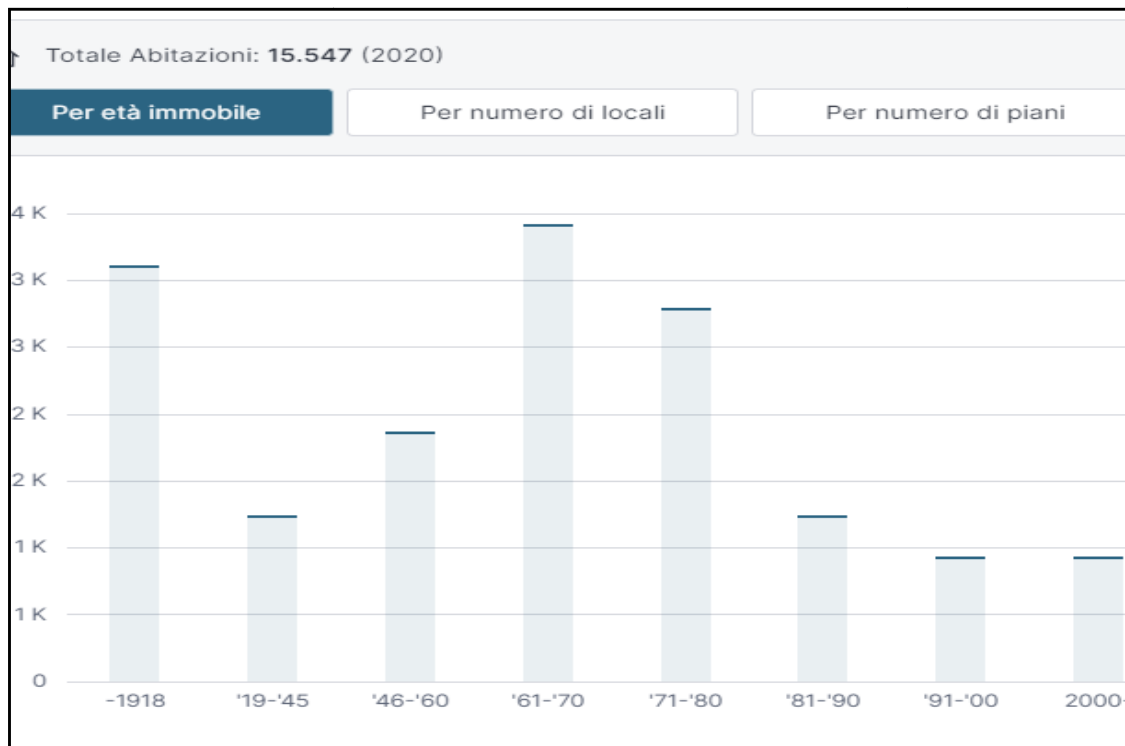 Totale Abitazioni: 15.547 (2020)
Per età immobile
Per numero di locali
Per numero di piani
4 K
3 K
3 K
2 K
2 K
1 K
1 K
0
-1918 '19-'45 '46-'60 '61-'70 '71-'80 '81-'90 '91-'00 2000-